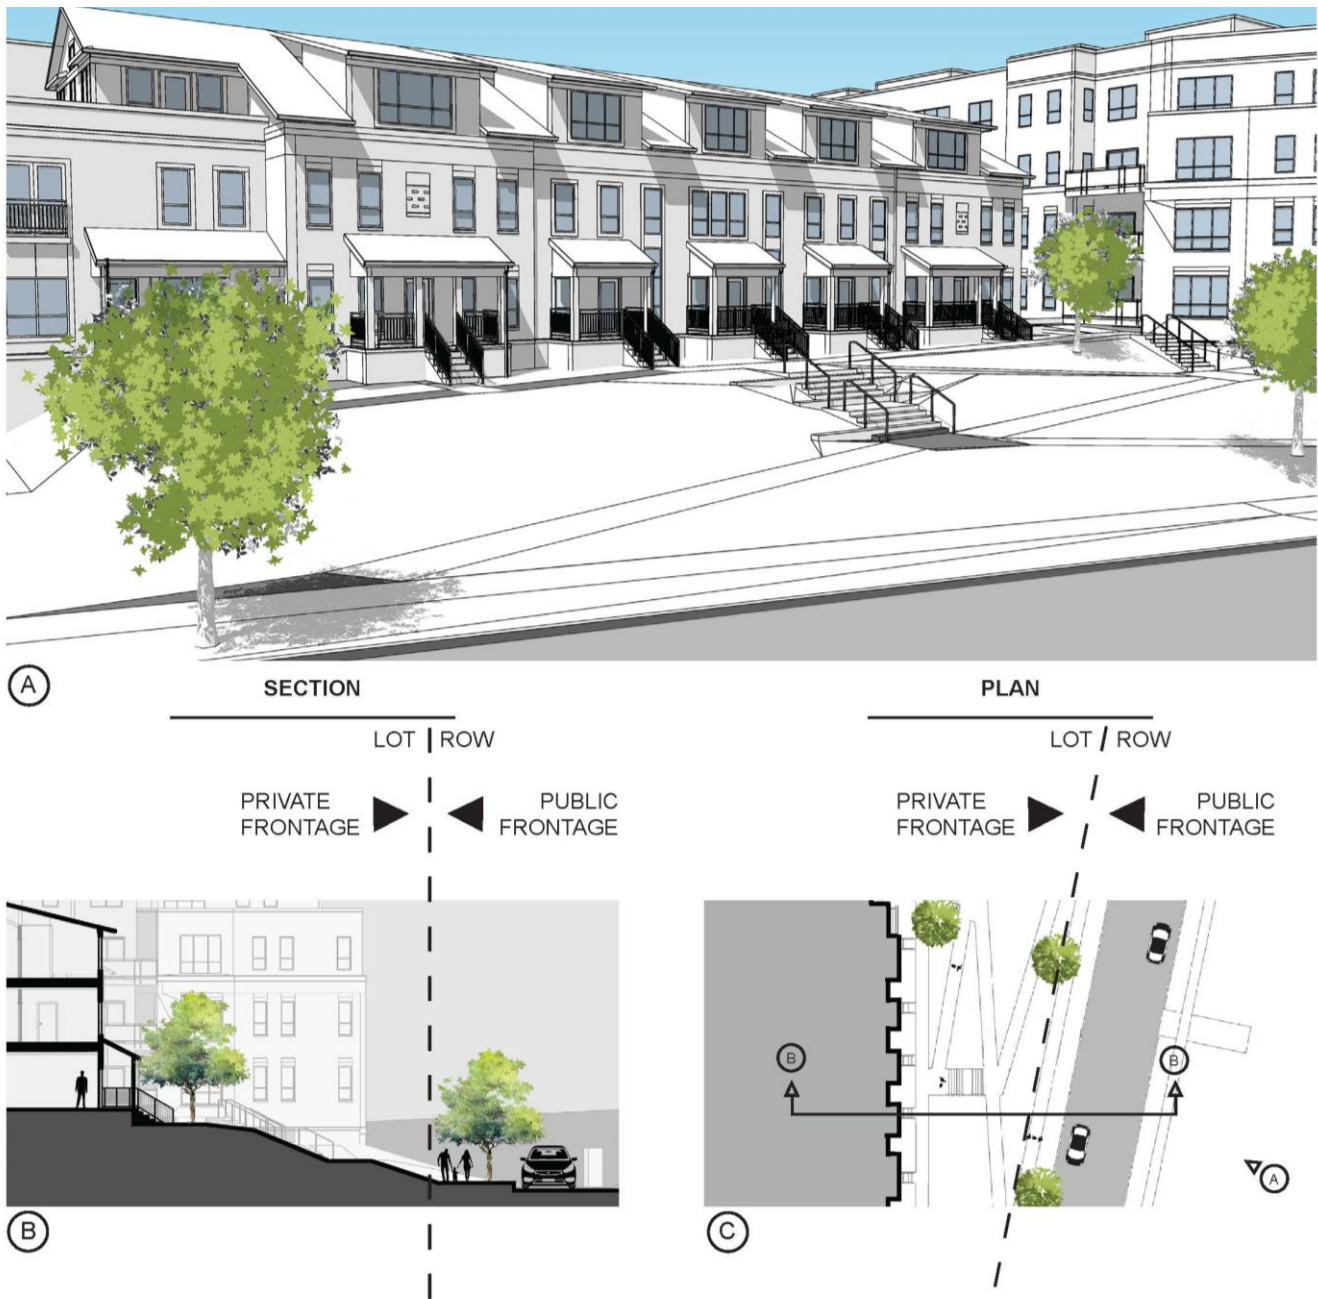 A
SECTION
LOT ROW
PRIVATE
FRONTAGE
PUBLIC
FRONTAGE
B
PLAN
LOT / ROW
PRIVATE
FRONTAGE
PUBLIC
FRONTAGE
B
B
A
C